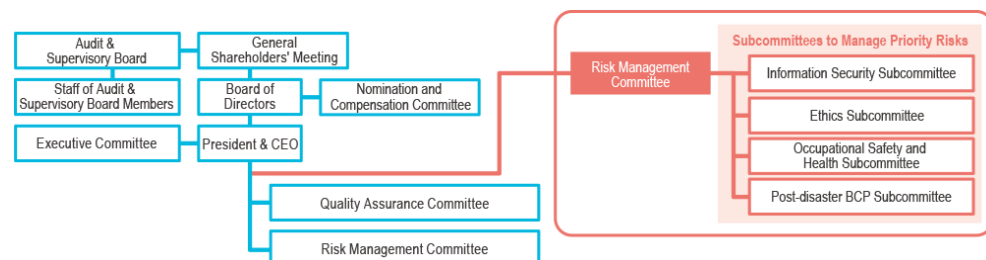 Audit &
Supervisory Board
General
Shareholders' Meeting
Staff of Audit &
Supervisory Board Members
Board of
Directors
Nomination and
Compensation Committee
Executive Committee
President & CEO
Quality Assurance Committee
Risk Management Committee
Risk Management
Committee
Subcommittees to Manage Priority Risks
Information Security Subcommittee
Ethics Subcommittee
Occupational Safety and
Health Subcommittee
Post-disaster BCP Subcommittee